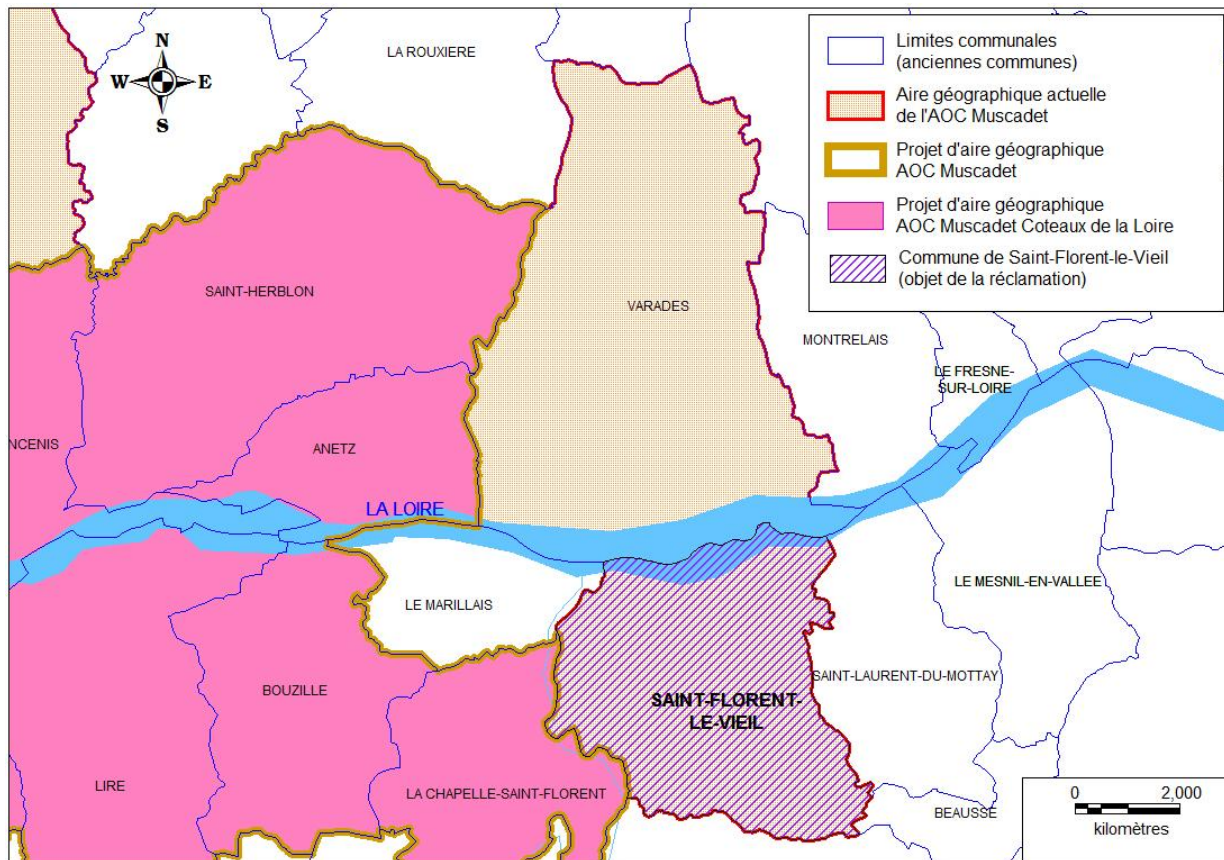 LA ROUXIERE
N
W E
S
Limites communales
(anciennes communes)
Aire géographique actuelle
de l'AOC Muscadet
Projet d'aire géographique
AOC Muscadet
Projet d'aire géographique
AOC Muscadet Coteaux de la Loire
Commune de Saint-Florent-le-Vieil
(objet de la réclamation)
SAINT-HERBLON
VARADES
MONTRELAIS
LE FRESNE-
SUR-LOIRE
NCENIS
ANETZ
LA LOIRE
LE MARILLAIS
LE MESNIL-EN-VALLEE
SAINT-LAURENT-DU-MOTTAY
BOUZILLE
SAINT-FLORENT-
LE-VIEIL
LIRE
LA CHAPELLE-SAINT-FLORENT
BEAUSSE
0 2,000
kilomètres